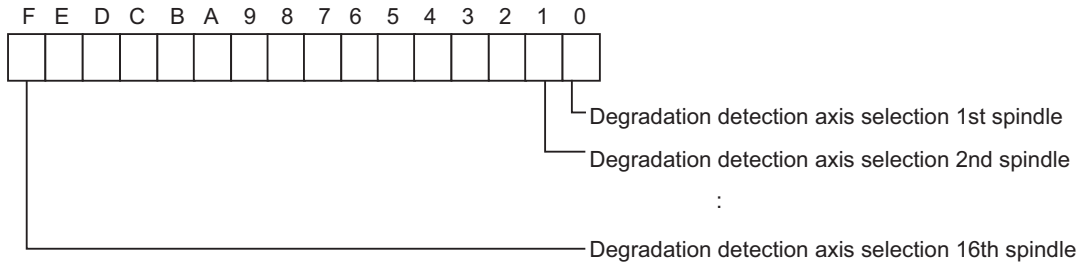 F E D C B A 9 8 7 6 5 4 3 2 1 0
Degradation detection axis selection 1st spindle
Degradation detection axis selection 2nd spindle
:
Degradation detection axis selection 16th spindle